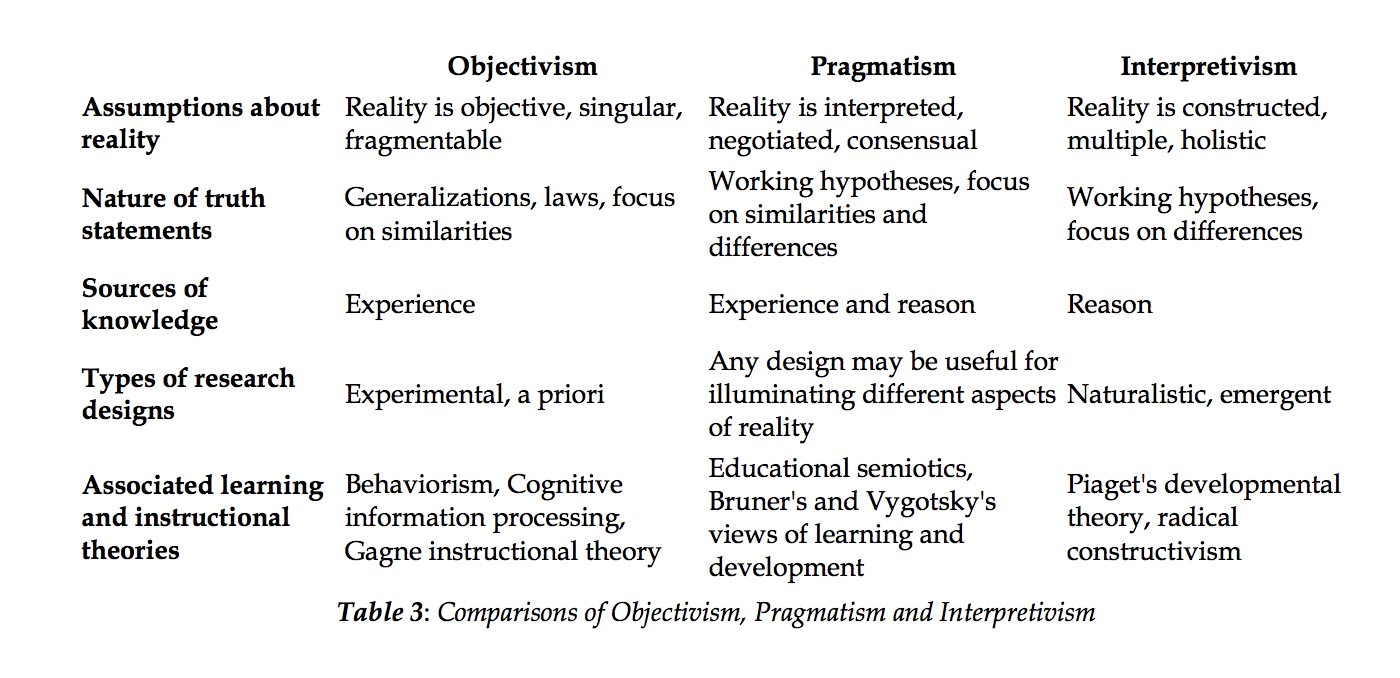 Objectivism Pragmatism Interpretivism
Assumptions about reality
Reality is objective, singular,
fragmentable
Reality is interpreted,
negotiated, consensual
Reality is constructed,
multiple, holistic
Nature of truth
statements
Generalizations, laws, focus
on similarities
Working hypotheses, focus
on similarities and
differences
Working hypotheses,
focus on differences
Sources of
knowledge
Experience
Experience and reason
Reason
Types of research
designs
Experimental, a priori
Any design may be useful for
illuminating different aspects
of reality
Naturalistic, emergent
Associated learning
and instructional
theories
Behaviorism, Cognitive
information processing,
Gagne instructional theory
Educational semiotics,
Bruner's and Vygotsky's
views of learning and
development
Piaget's developmental
theory, radical
constructivism
Table 3: Comparisons of Objectivism, Pragmatism and Interpretivism